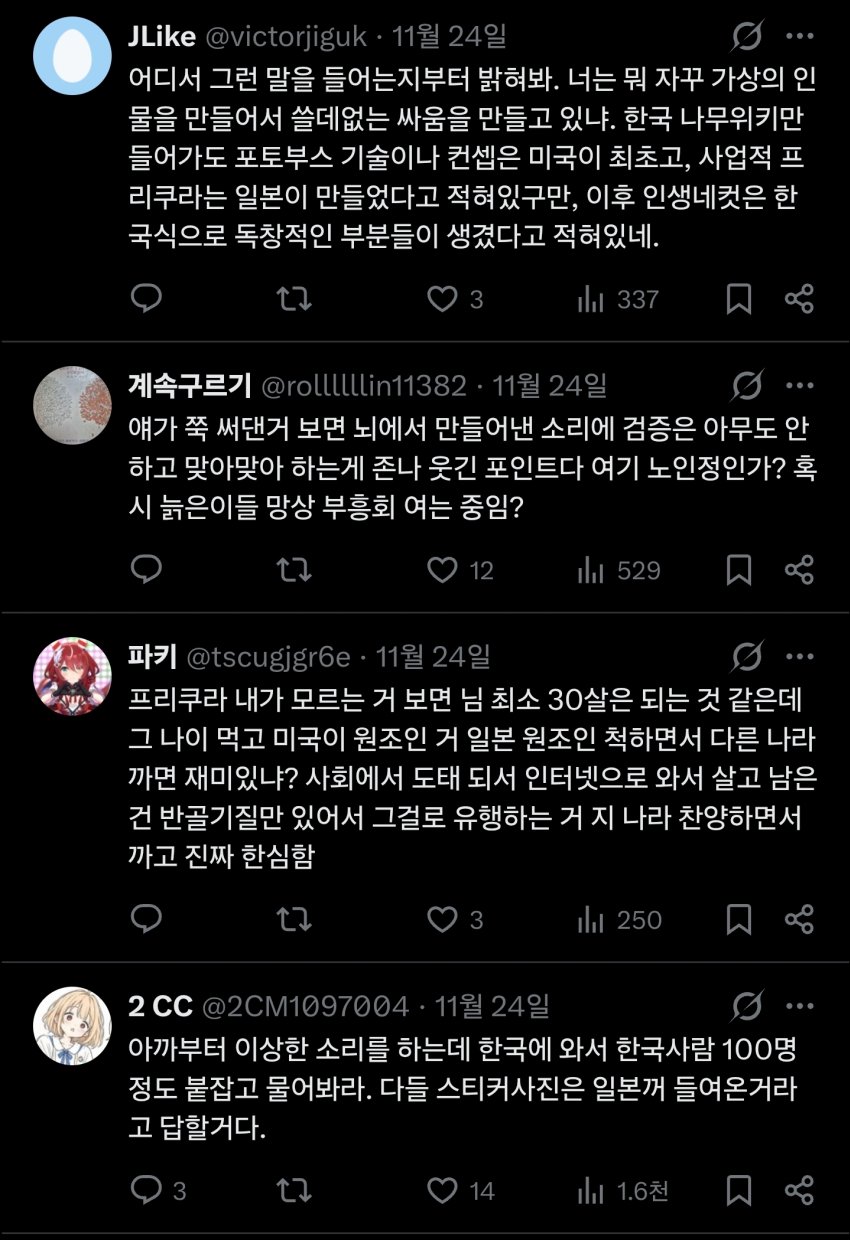 JLike @victorjiguk · 11월 24일
어디서 그런 말을 들어는지부터 밝혀봐. 너는 뭐 자꾸 가상의 인
물을 만들어서 쓸데없는 싸움을 만들고 있냐. 한국 나무위키만
들어가도 포토부스 기술이나 컨셉은 미국이 최초고, 사업적 프
리쿠라는 일본이 만들었다고 적혀있구만, 이후 인생네컷은 한
국식으로 독창적인 부분들이 생겼다고 적혀있네.
3 337
계속구르기 @rolllllllin11382 · 11월 24일
얘가 쭉 써댄거 보면 뇌에서 만들어낸 소리에 검증은 아무도 안
하고 맞아맞아 하는게 존나 웃긴 포인트다 여기 노인정인가? 혹
시 늙은이들 망상 부흥회 여는 중임?
12 529
파키 @tscugjgr6e · 11월 24일
프리쿠라 내가 모르는 거 보면 님 최소 30살은 되는 것 같은데
그 나이 먹고 미국이 원조인 거 일본 원조인 척하면서 다른 나라
까면 재미있냐? 사회에서 도태 되서 인터넷으로 와서 살고 남은
건 반골기질만 있어서 그걸로 유행하는 거 지 나라 찬양하면서
까고 진짜 한심함
3 250
2 CC @2CM1097004 · 11월 24일
아까부터 이상한 소리를 하는데 한국에 와서 한국사람 100명
정도 붙잡고 물어봐라. 다들 스티커사진은 일본꺼 들여온거라
고 답할거다.
3 14 1.6천